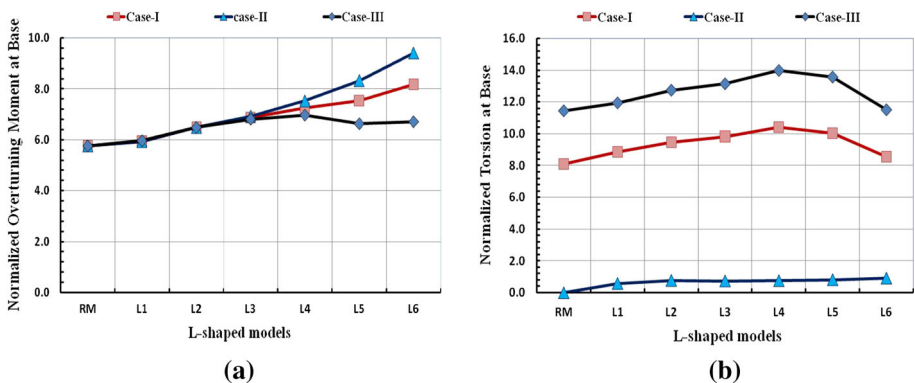 Case-I case-II Case-III
Normalized Overturning Moment at Base
10.0
8.0
6.0
4.0
2.0
0.0
RM L1 L2 L3 L4 L5 L6
L-shaped models
(a)
Case-I Case-II Case-III
Normalized Torsion at Base
16.0
14.0
12.0
10.0
8.0
6.0
4.0
2.0
0.0
RM L1 L2 L3 L4 L5 L6
L-shaped models
(b)